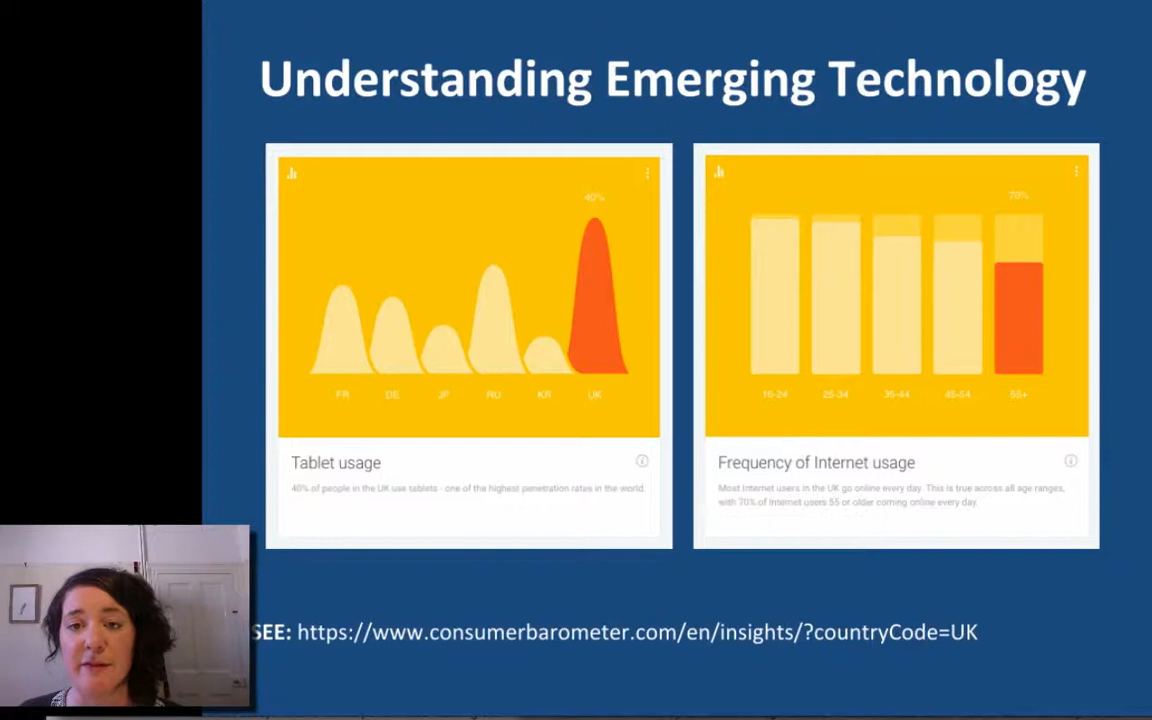 Understanding Emerging Technology
40%
FR DE JP RU KR UK
Tablet usage
40% of people in the UK use tablets - one of the highest penetration rates in the world.
70%
16-24 25-34 35-44 45-54 55+
Frequency of Internet usage
Most Internet users in the UK go online every day. This is true across all age ranges,
with 70% of Internet users 55 or older coming online every day.
SEE: https://www.consumerbarometer.com/en/insights/?countryCode=UK